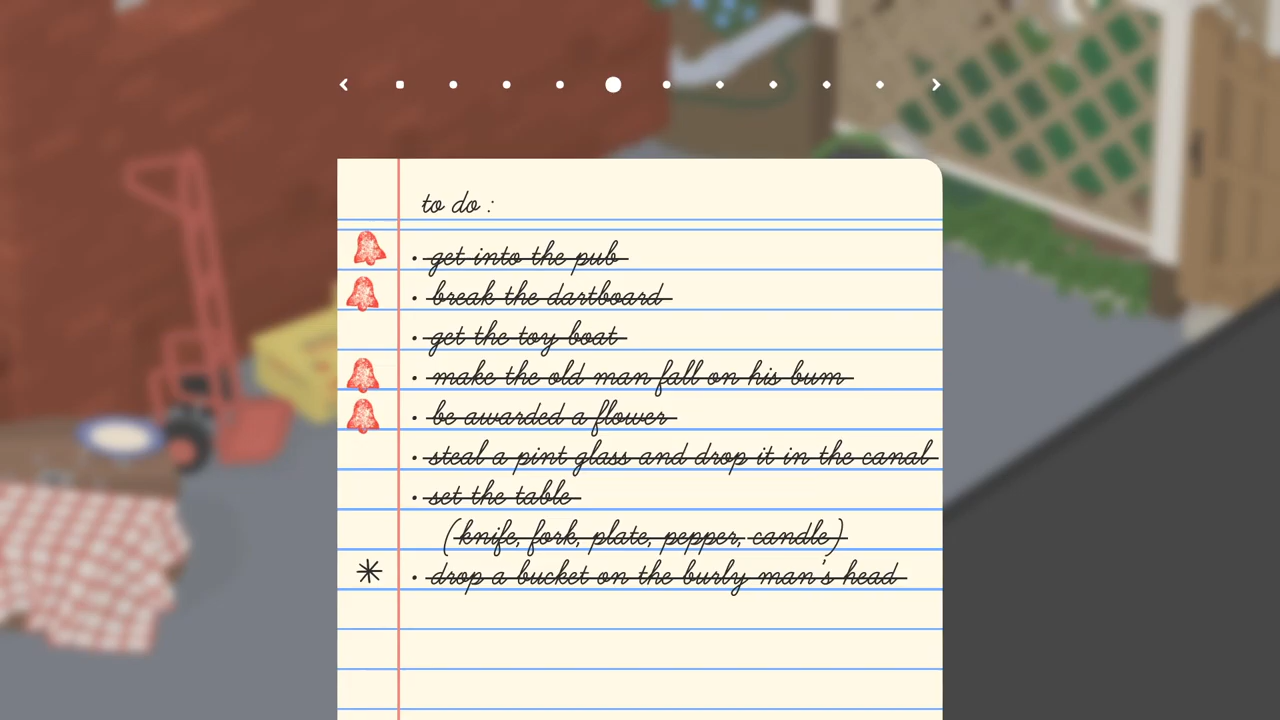 to do :
• get into the pub
• break the dartboard
• get the toy boat
• make the old man fall on his bum
• be awarded a flower
• steal a pint glass and drop it in the canal
• set the table
(knife, fork, plate, pepper, candle)
• drop a bucket on the burly man's head